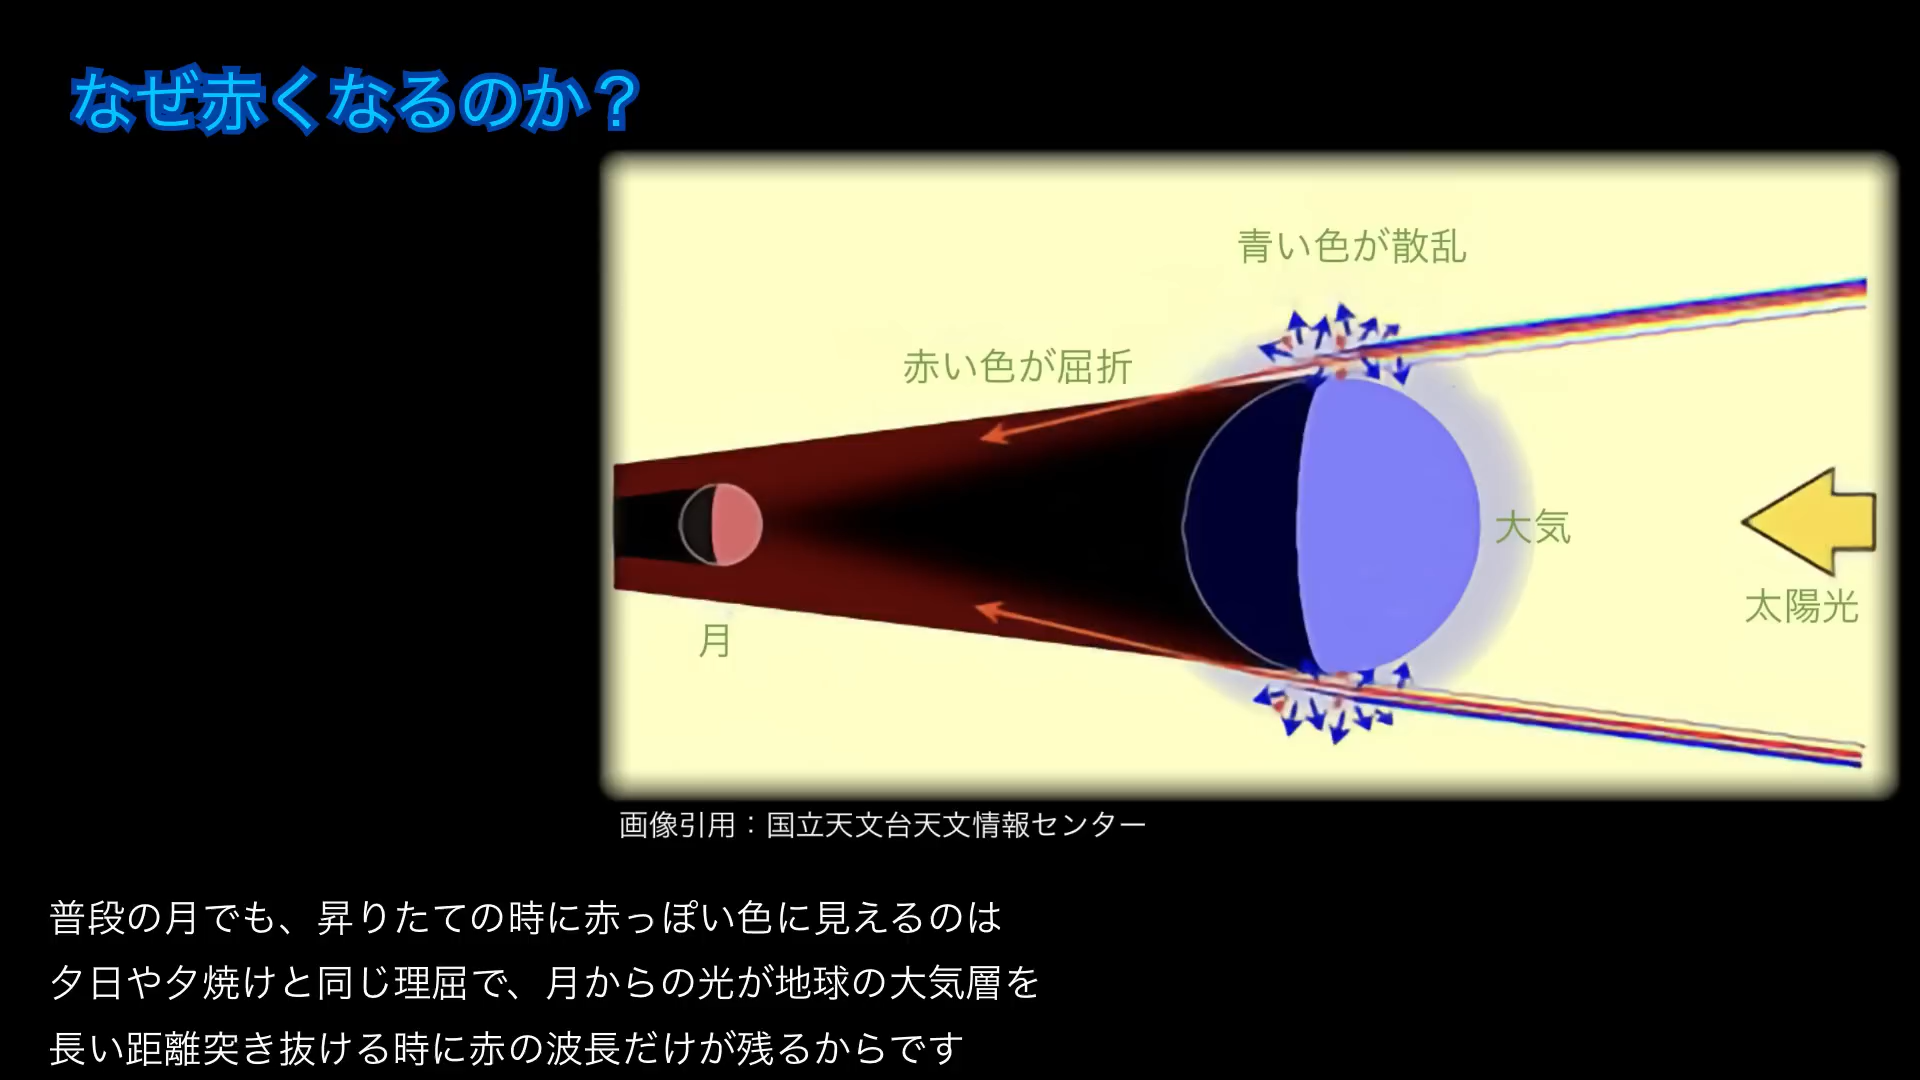 なぜ赤くなるのか？
青い色が散乱
赤い色が屈折
大気
太陽光
月
画像引用：国立天文台天文情報センター
普段の月でも、昇りたての時に赤っぽい色に見えるのは
夕日や夕焼けと同じ理屈で、月からの光が地球の大気層を
長い距離突き抜ける時に赤の波長だけが残るからです